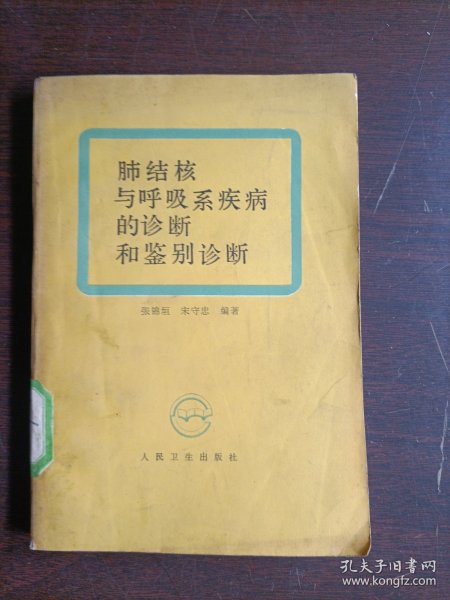 肺结核
与呼吸系疾病
的诊断
和鉴别诊断
张锦垣 宋守忠 编著
人民卫生出版社
孔夫子旧书网
www.kongfz.com